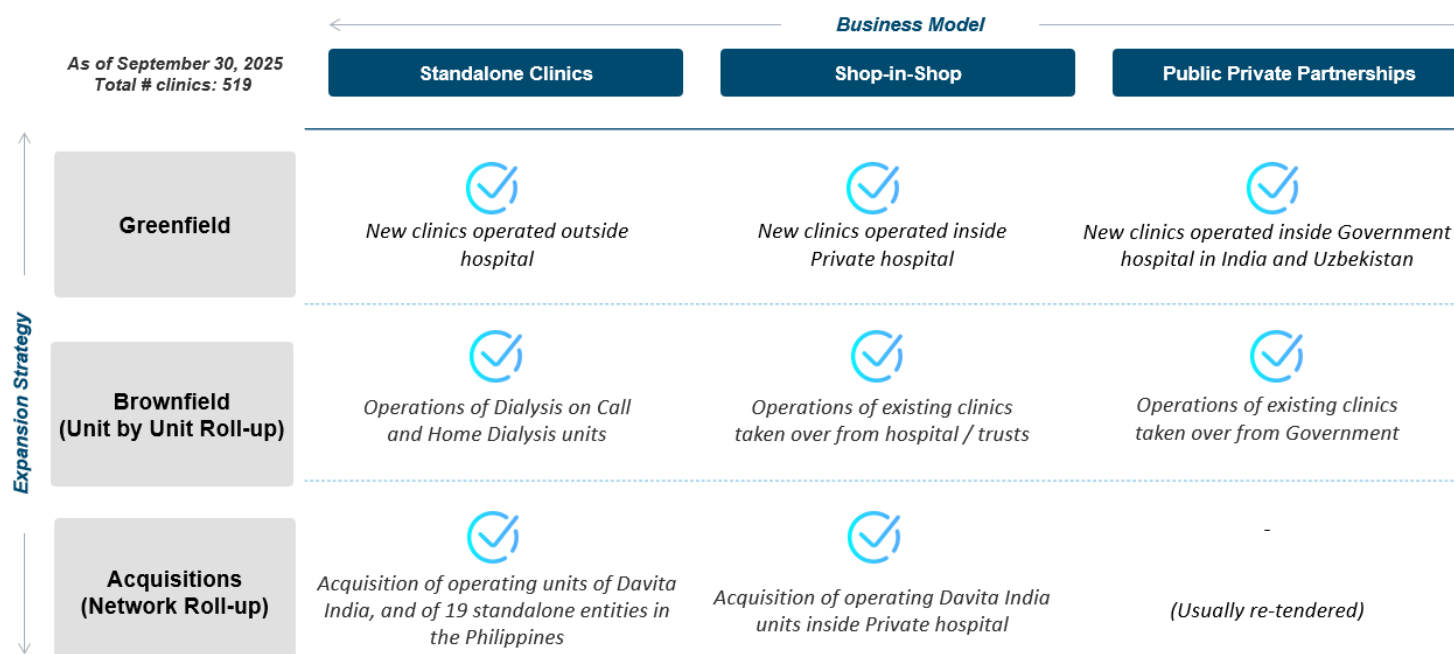 Business Model
As of September 30, 2025
Total # clinics: 519
Standalone Clinics
Shop-in-Shop
Public Private Partnerships
Expansion Strategy
Greenfield
New clinics operated outside
hospital
New clinics operated inside
Private hospital
New clinics operated inside Government
hospital in India and Uzbekistan
Brownfield
(Unit by Unit Roll-up)
Operations of Dialysis on Call
and Home Dialysis units
Operations of existing clinics
taken over from hospital / trusts
Operations of existing clinics
taken over from Government
Acquisitions
(Network Roll-up)
Acquisition of operating units of Davita
India, and of 19 standalone entities in
the Philippines
Acquisition of operating Davita India
units inside Private hospital
-
(Usually re-tendered)